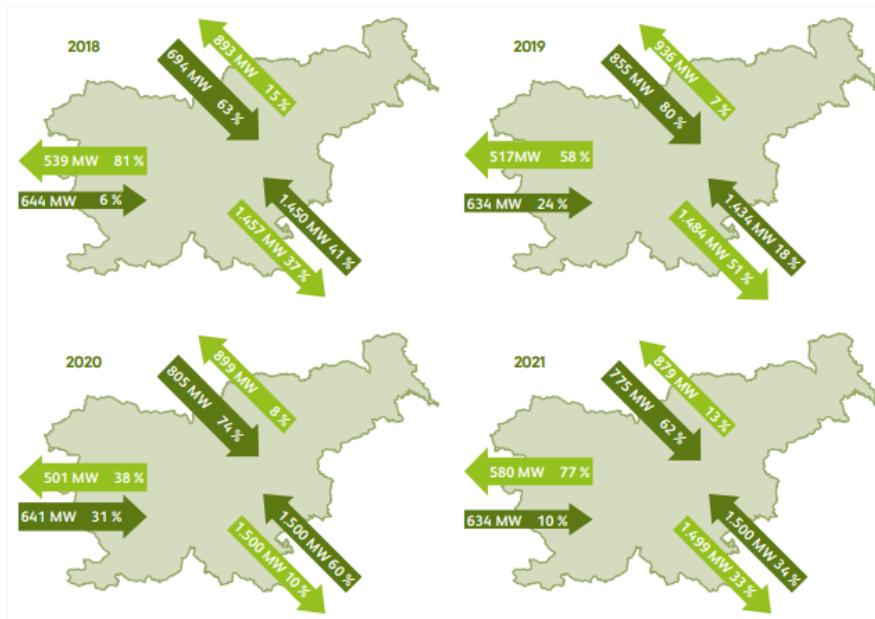 2018
893 MW 15 %
694 MW 63 %
539 MW 81 %
644 MW 6 %
1.450 MW 41 %
1.457 MW 37 %
2019
936 MW 7 %
855 MW 80 %
517MW 58 %
634 MW 24 %
1.434 MW 18 %
1.484 MW 51 %
2020
899 MW 8 %
805 MW 74 %
501 MW 38 %
641 MW 31 %
1.500 MW 60 %
1.500 MW 10 %
2021
879 MW 13 %
775 MW 62 %
580 MW 77 %
634 MW 10 %
1.500 MW 34 %
1.499 MW 33 %